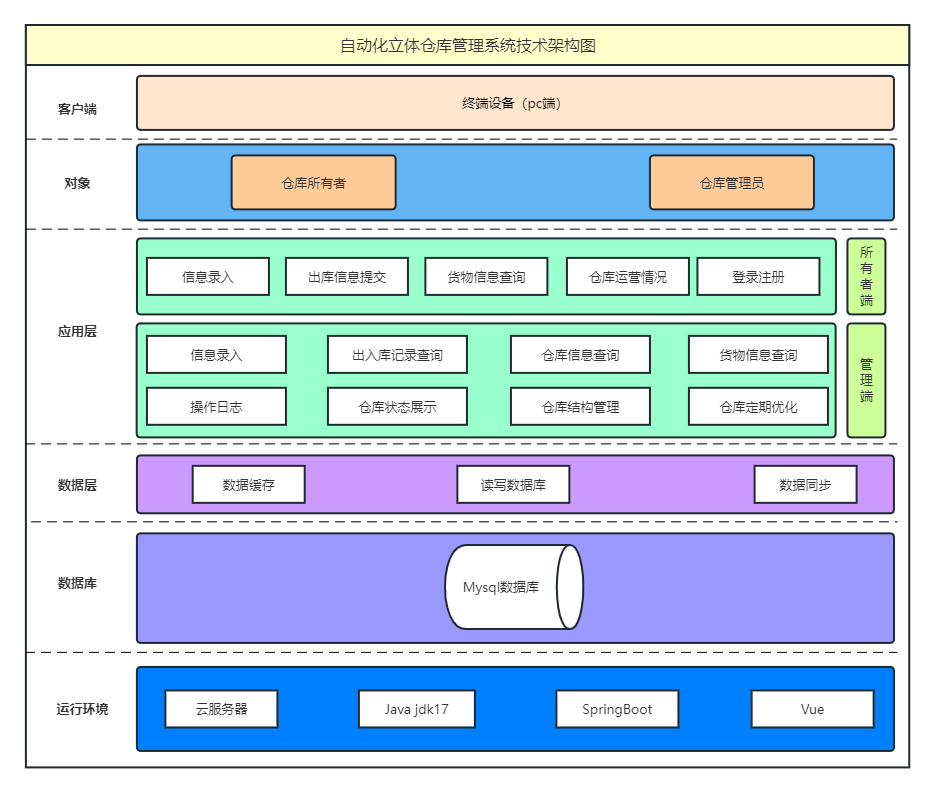 自动化立体仓库管理系统技术架构图
客户端
终端设备（pc端）
对象
仓库所有者
仓库管理员
应用层
信息录入
出库信息提交
货物信息查询
仓库运营情况
登录注册
所有者端
信息录入
出入库记录查询
仓库信息查询
货物信息查询
操作日志
仓库状态展示
仓库结构管理
仓库定期优化
管理端
数据层
数据缓存
读写数据库
数据同步
数据库
Mysql数据库
运行环境
云服务器
Java jdk17
SpringBoot
Vue